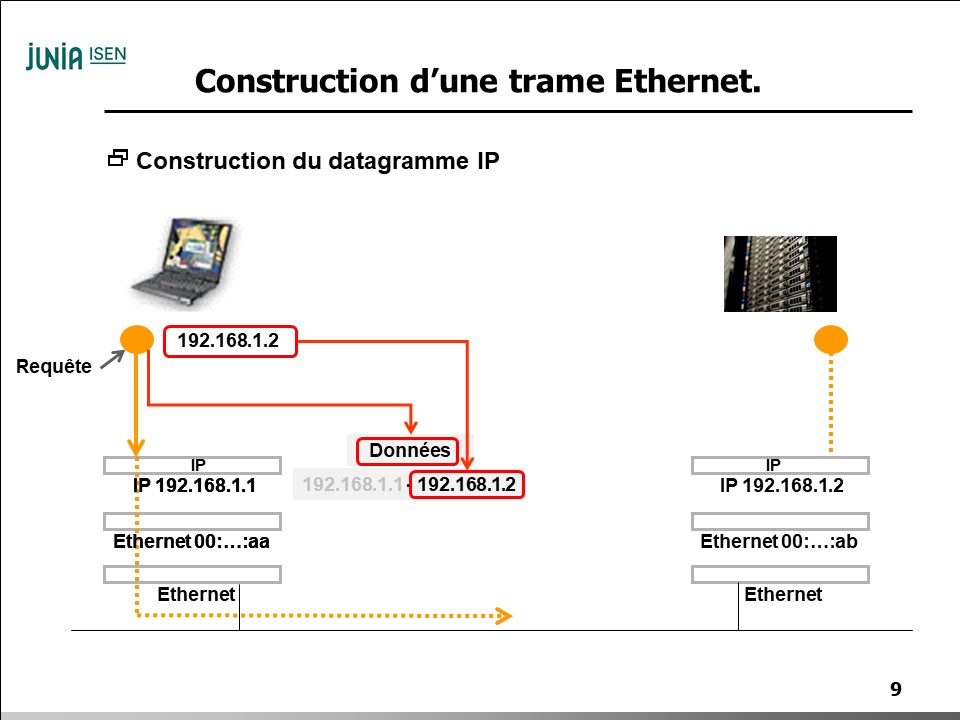 JUNIA ISEN
Construction d’une trame Ethernet.
Construction du datagramme IP
192.168.1.2
Requête
Données
IP
IP 192.168.1.1
192.168.1.1 - 192.168.1.2
IP
IP 192.168.1.2
Ethernet 00:…:aa
Ethernet 00:…:ab
Ethernet
Ethernet
9